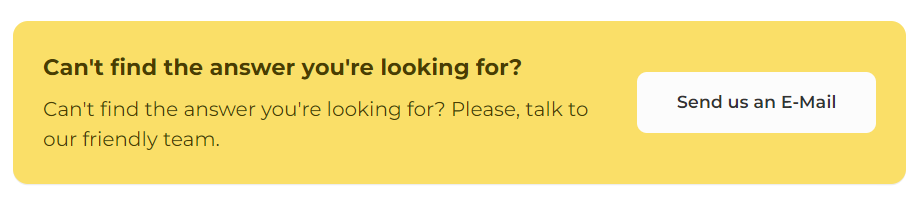 Can't find the answer you're looking for?
Can't find the answer you're looking for? Please, talk to
our friendly team.
Send us an E-Mail